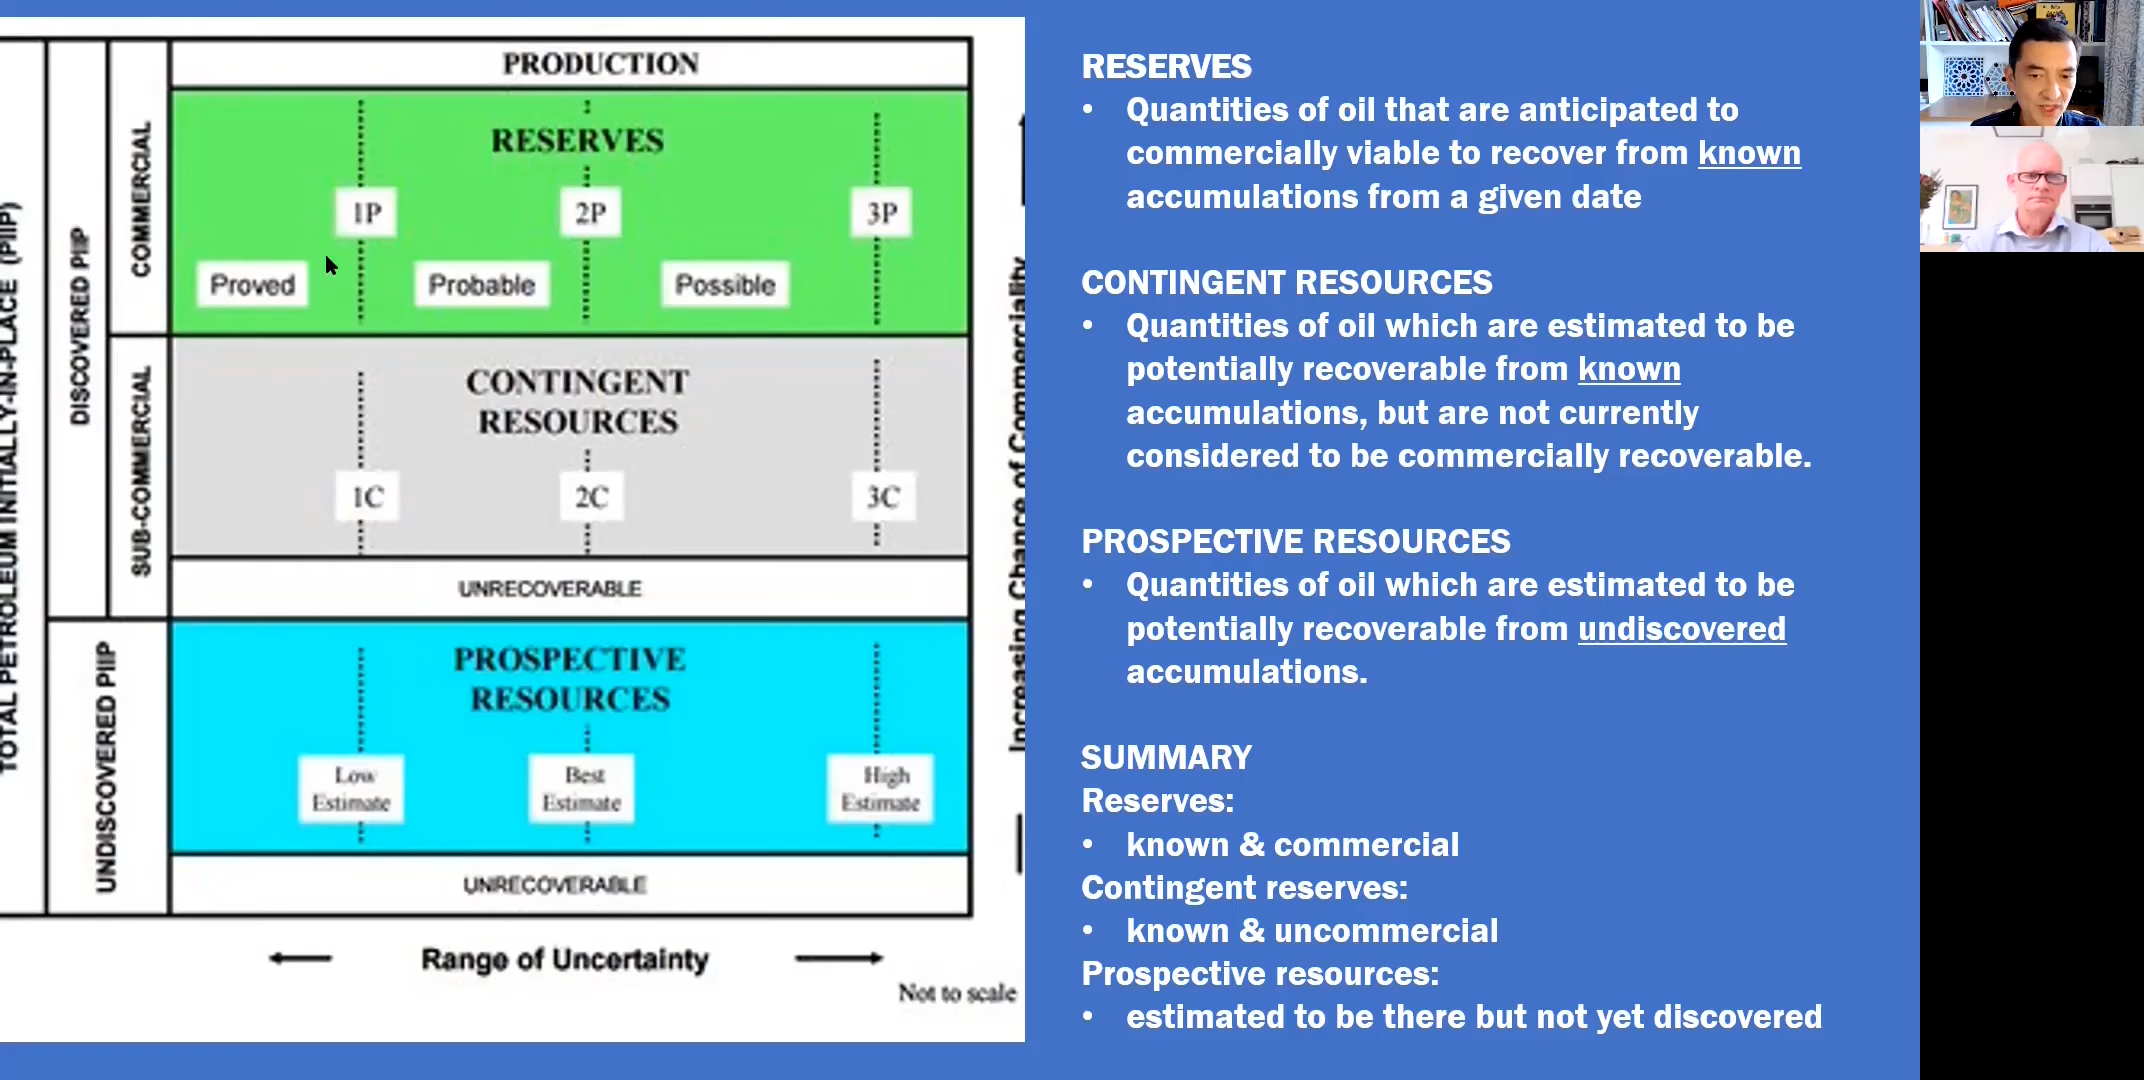 TOTAL PETROLEUM INITIALLY-IN-PLACE (PIIP)
DISCOVERED PIIP
UNDISCOVERED PIIP
COMMERCIAL
SUB-COMMERCIAL
PRODUCTION
RESERVES
1P
2P
3P
Proved
Probable
Possible
CONTINGENT
RESOURCES
1C
2C
3C
UNRECOVERABLE
PROSPECTIVE
RESOURCES
Low
Estimate
Best
Estimate
High
Estimate
UNRECOVERABLE
Range of Uncertainty
Not to scale
Increasing Chance of Commerciality
RESERVES
• Quantities of oil that are anticipated to
commercially viable to recover from known
accumulations from a given date
CONTINGENT RESOURCES
• Quantities of oil which are estimated to be
potentially recoverable from known
accumulations, but are not currently
considered to be commercially recoverable.
PROSPECTIVE RESOURCES
• Quantities of oil which are estimated to be
potentially recoverable from undiscovered
accumulations.
SUMMARY
Reserves:
• known & commercial
Contingent reserves:
• known & uncommercial
Prospective resources:
• estimated to be there but not yet discovered